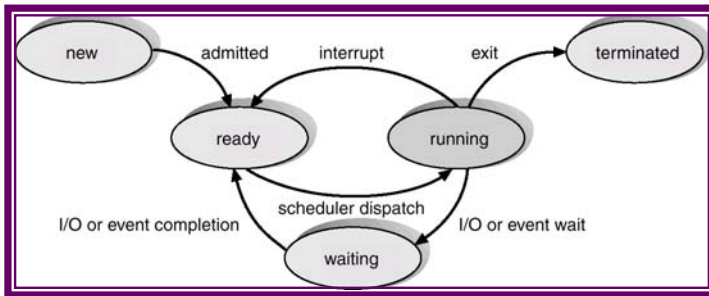 new
admitted
interrupt
exit
terminated
ready
running
scheduler dispatch
I/O or event completion
I/O or event wait
waiting